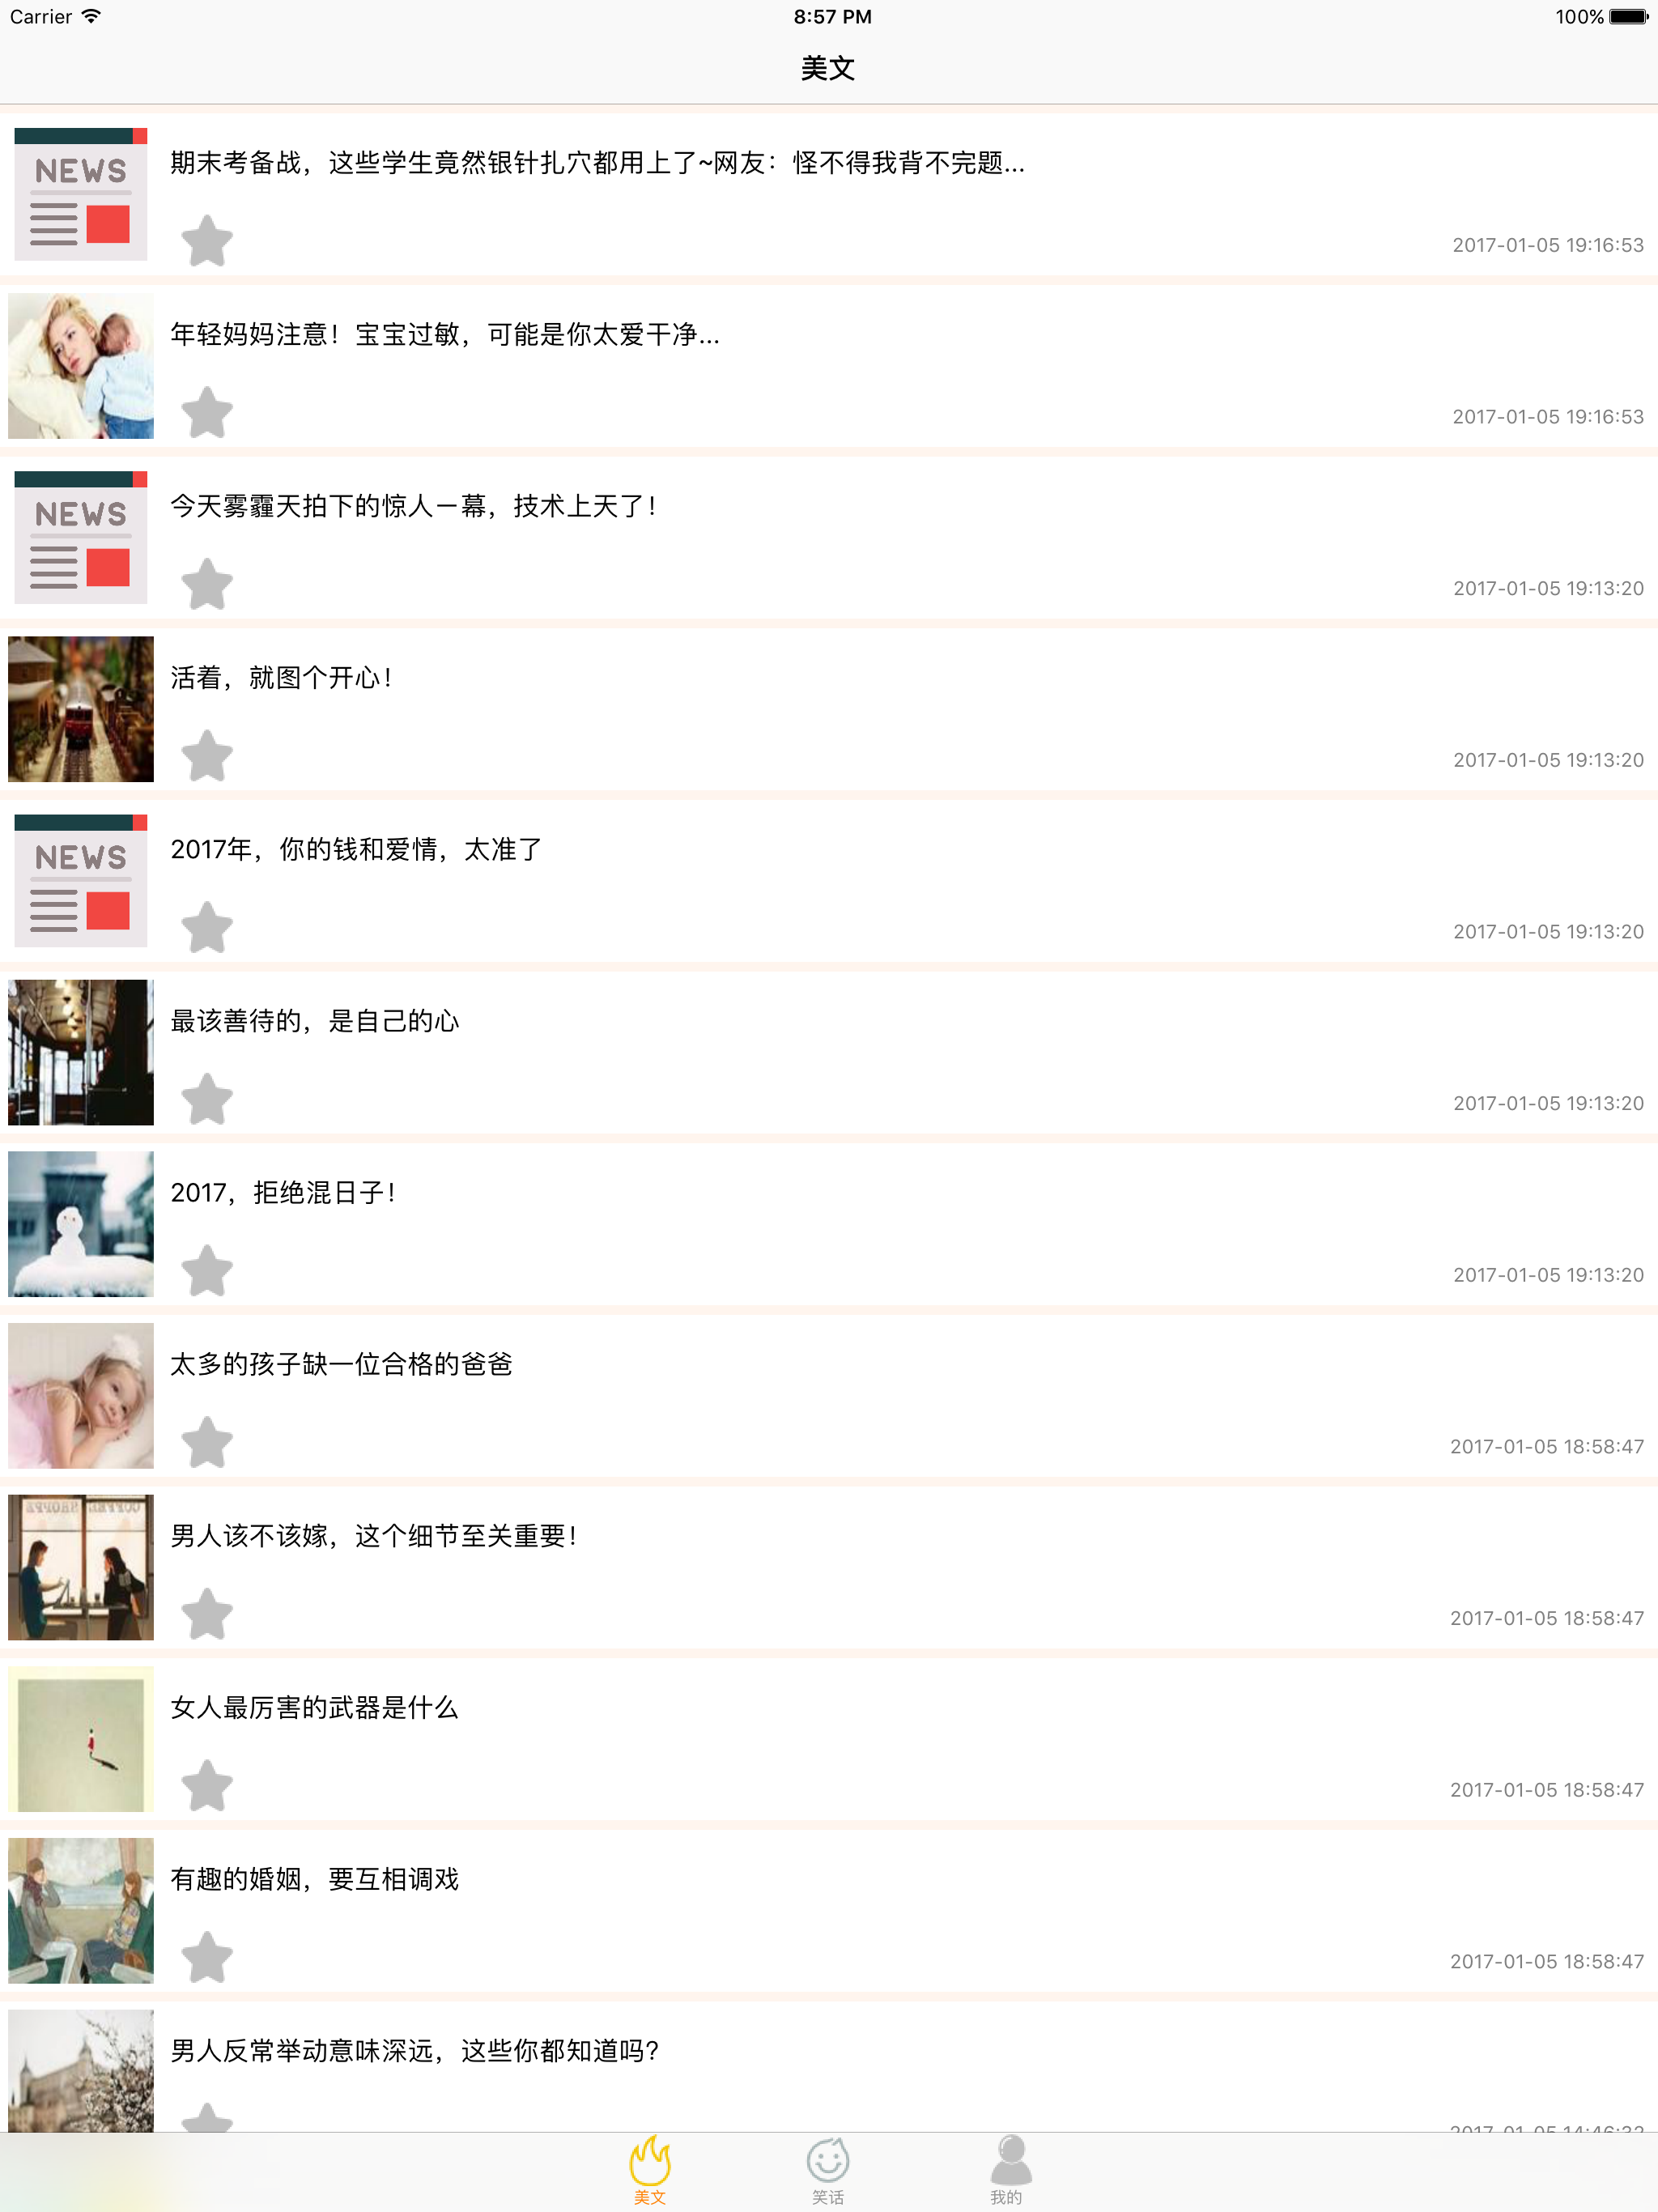 Carrier 8:57 PM 100%
美文
NEWS
期末考备战，这些学生竟然银针扎穴都用上了~网友：怪不得我背不完题...
2017-01-05 19:16:53
年轻妈妈注意！宝宝过敏，可能是你太爱干净...
2017-01-05 19:16:53
NEWS
今天雾霾天拍下的惊人一幕，技术上天了！
2017-01-05 19:13:20
活着，就图个开心！
2017-01-05 19:13:20
NEWS
2017年，你的钱和爱情，太准了
2017-01-05 19:13:20
最该善待的，是自己的心
2017-01-05 19:13:20
2017，拒绝混日子！
2017-01-05 19:13:20
太多的孩子缺一位合格的爸爸
2017-01-05 18:58:47
男人该不该嫁，这个细节至关重要！
2017-01-05 18:58:47
女人最厉害的武器是什么
2017-01-05 18:58:47
有趣的婚姻，要互相调戏
2017-01-05 18:58:47
男人反常举动意味深远，这些你都知道吗？
美文
笑话
我的